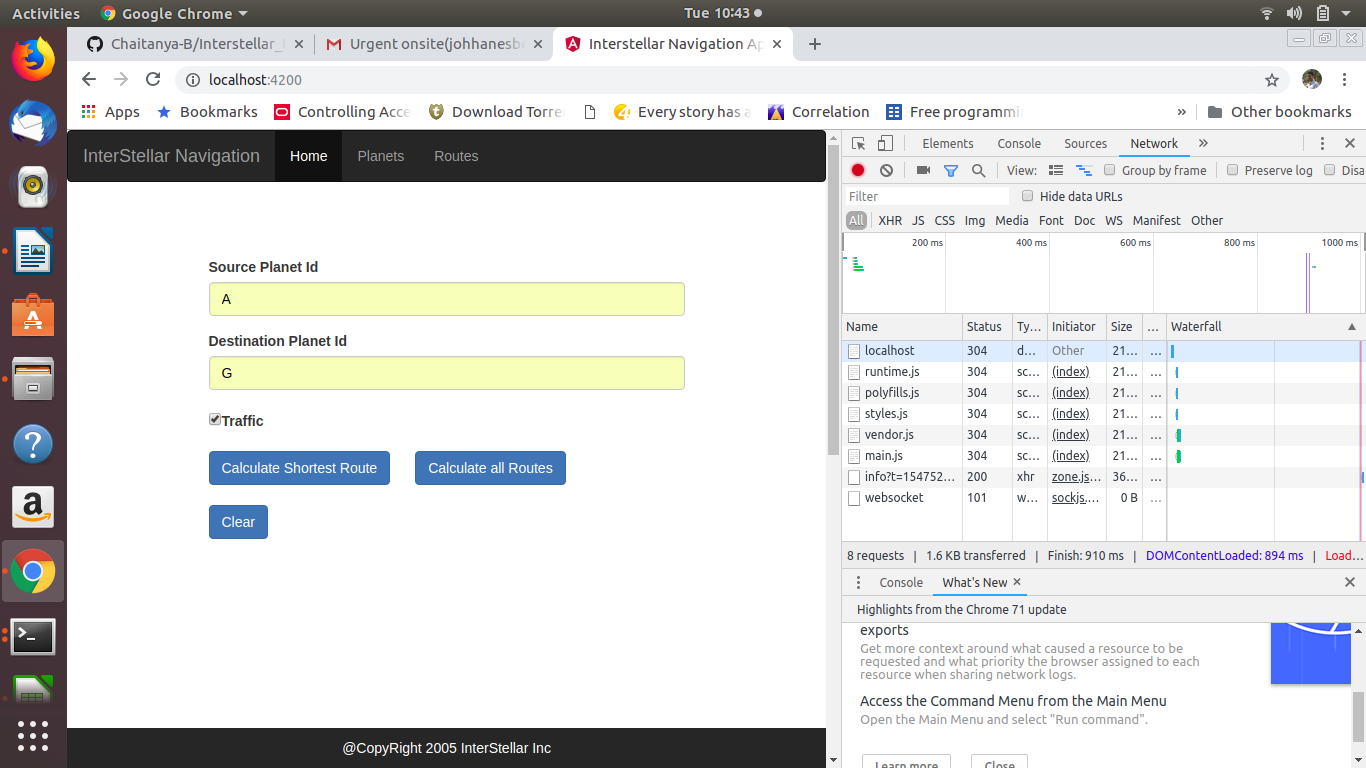 Activities
Google Chrome
Tue 10:43
Chaitanya-B/Interstellar_
Urgent onsite(johhanesb
Interstellar Navigation Ap
localhost:4200
Apps
Bookmarks
Controlling Acce
Download Torre
Every story has a
Correlation
Free programmi
»
Other bookmarks
InterStellar Navigation
Home
Planets
Routes
Source Planet Id
A
Destination Planet Id
G
Traffic
Calculate Shortest Route
Calculate all Routes
Clear
@CopyRight 2005 InterStellar Inc
Elements
Console
Sources
Network
»
View:
Group by frame
Preserve log
Disa
Filter
Hide data URLs
All
XHR
JS
CSS
Img
Media
Font
Doc
WS
Manifest
Other
200 ms
400 ms
600 ms
800 ms
1000 ms
Name
Status
Ty...
Initiator
Size
...
Waterfall
localhost 304 d... Other 21... ...
runtime.js 304 sc... (index) 21... ...
polyfills.js 304 sc... (index) 21... ...
styles.js 304 sc... (index) 21... ...
vendor.js 304 sc... (index) 21... ...
main.js 304 sc... (index) 21... ...
info?t=154752... 200 xhr zone.js... 36... ...
websocket 101 w... sockjs.... 0 B ...
8 requests | 1.6 KB transferred | Finish: 910 ms | DOMContentLoaded: 894 ms | Load...
Console
What's New
Highlights from the Chrome 71 update
exports
Get more context around what caused a resource to be
requested and what priority the browser assigned to each
resource when sharing network logs.
Access the Command Menu from the Main Menu
Open the Main Menu and select "Run command".
Learn more
Close